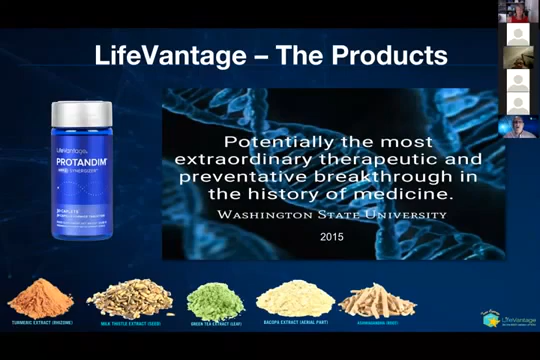 LifeVantage – The Products
LifeVantage
PROTANDIM
SYNERGIZER
Potentially the most
extraordinary therapeutic and
preventative breakthrough in
the history of medicine.
WASHINGTON STATE UNIVERSITY
2015
TURMERIC EXTRACT (RHIZOME)
MILK THISTLE EXTRACT (SEED)
GREEN TEA EXTRACT (LEAF)
BACOPA EXTRACT (AERIAL PART)
ASHWAGANDHA (ROOT)
LifeVantage